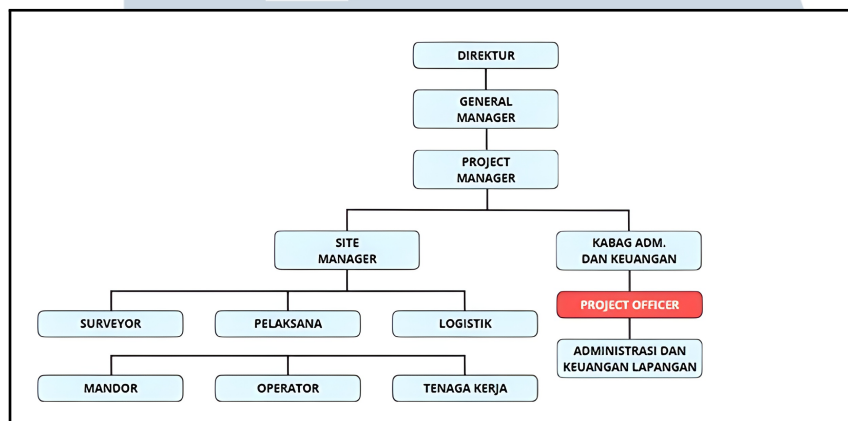 DIREKTUR
GENERAL
MANAGER
PROJECT
MANAGER
SITE
MANAGER
KABAG ADM.
DAN KEUANGAN
PROJECT OFFICER
SURVEYOR
PELAKSANA
LOGISTIK
ADMINISTRASI DAN
KEUANGAN LAPANGAN
MANDOR
OPERATOR
TENAGA KERJA